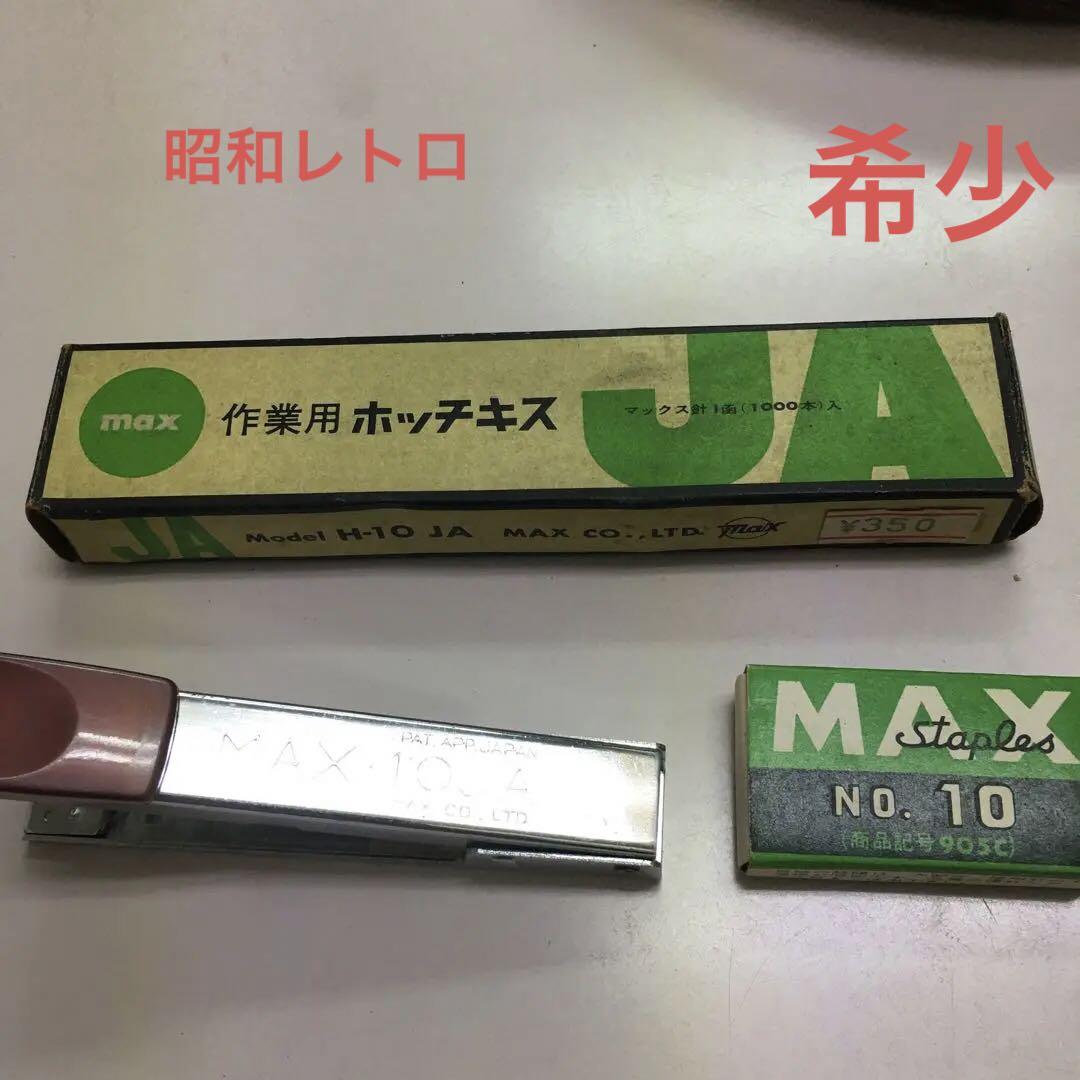 昭和レトロ
希少
max
作業用 ホッチキス
マックス針1函(1000本)入
JA
JA
Model H-10 JA MAX CO.,LTD. max
¥350
PAT. APP. JAPAN
MAX·10
MAX CO., LTD.
MAX
Staples
NO. 10
(商品記号905C)